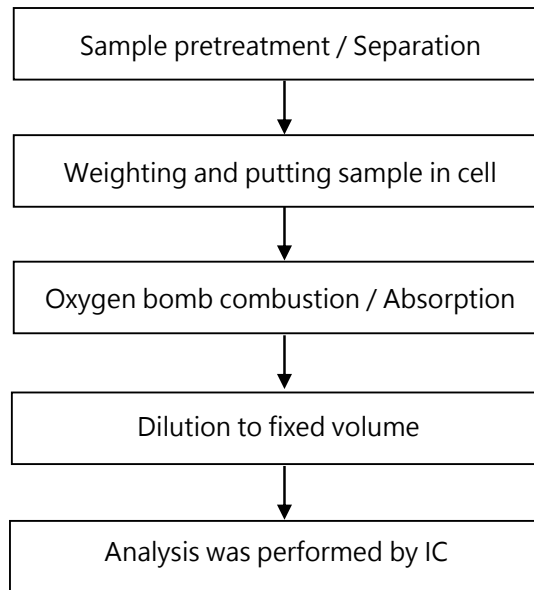 Sample pretreatment / Separation
Weighting and putting sample in cell
Oxygen bomb combustion / Absorption
Dilution to fixed volume
Analysis was performed by IC